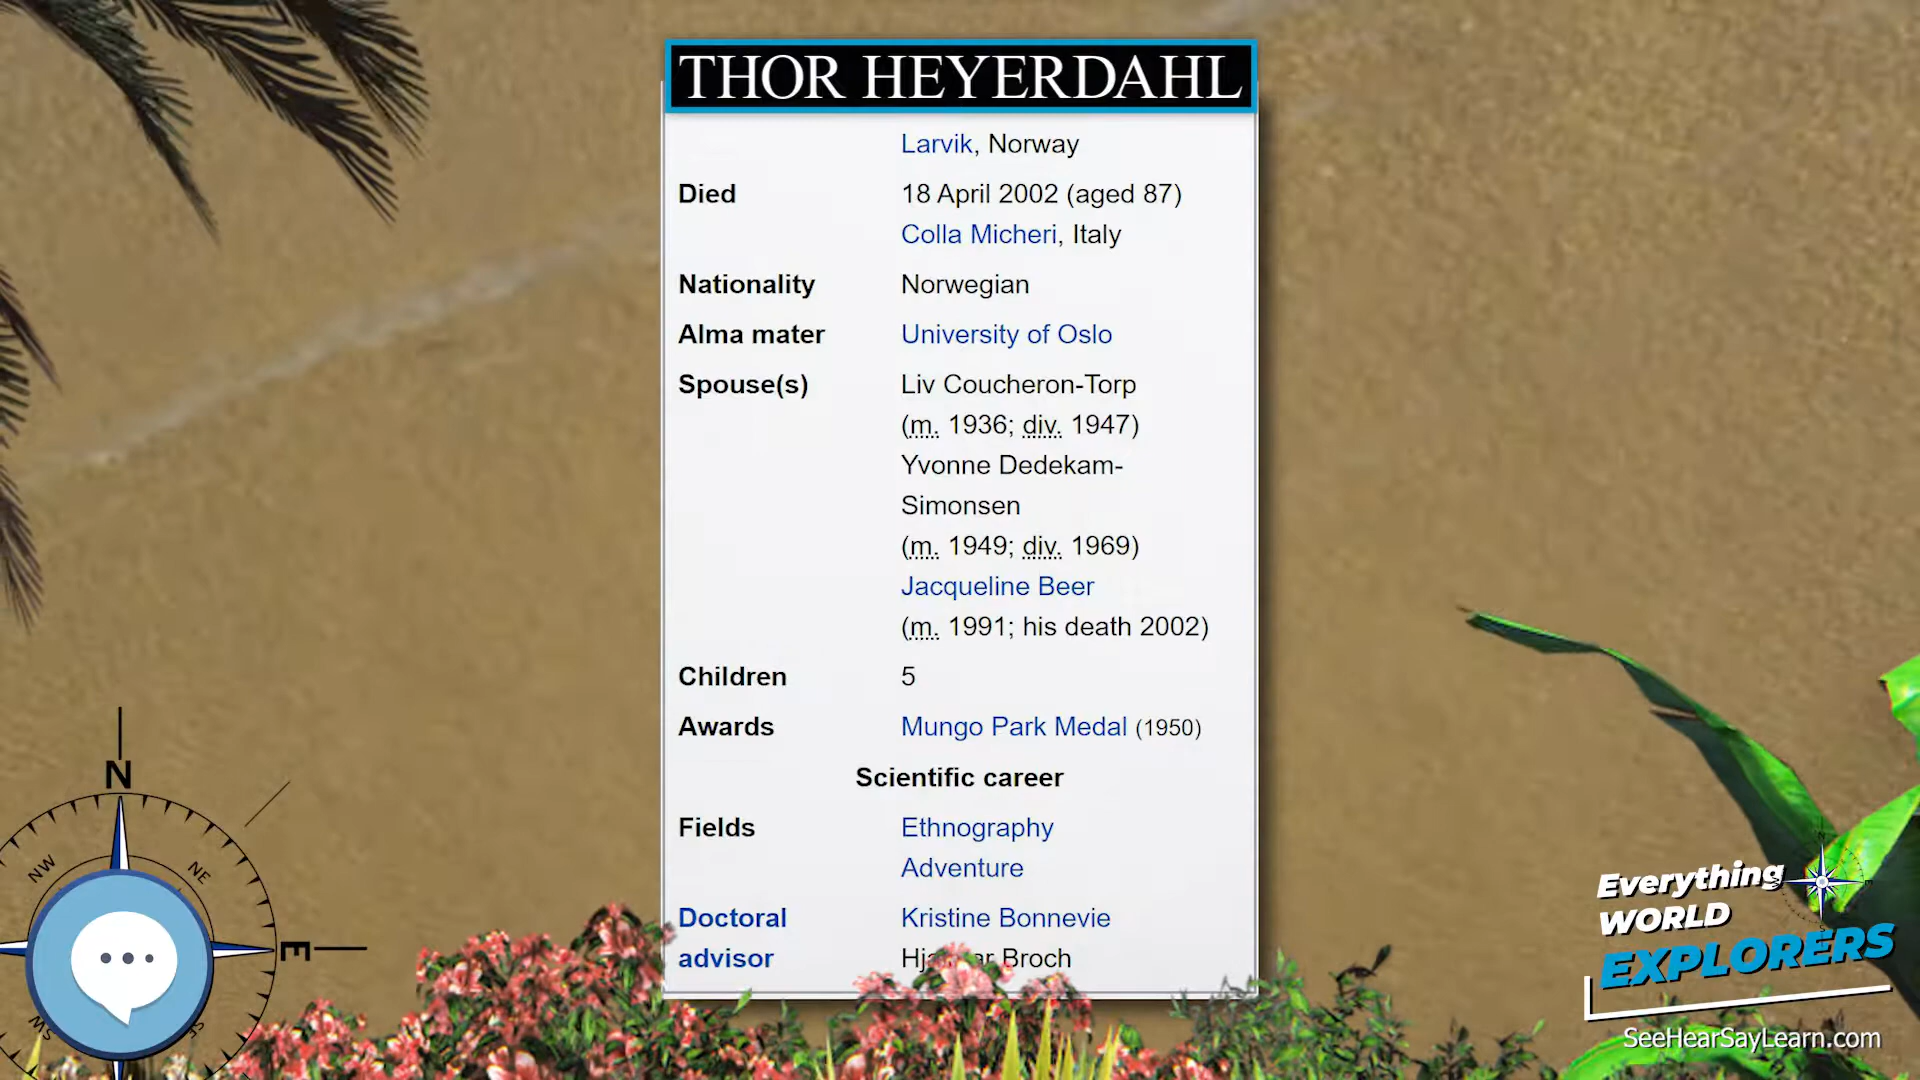 THOR HEYERDAHL
Larvik, Norway
Died 18 April 2002 (aged 87)
Colla Micheri, Italy
Nationality Norwegian
Alma mater University of Oslo
Spouse(s) Liv Coucheron-Torp
(m. 1936; div. 1947)
Yvonne Dedekam-
Simonsen
(m. 1949; div. 1969)
Jacqueline Beer
(m. 1991; his death 2002)
Children 5
Awards Mungo Park Medal (1950)
Scientific career
Fields Ethnography
Adventure
Doctoral Kristine Bonnevie
advisor Broch
N
NW NE
E
SW SE
Everything
WORLD
EXPLORERS
SeeHearSayLearn.com